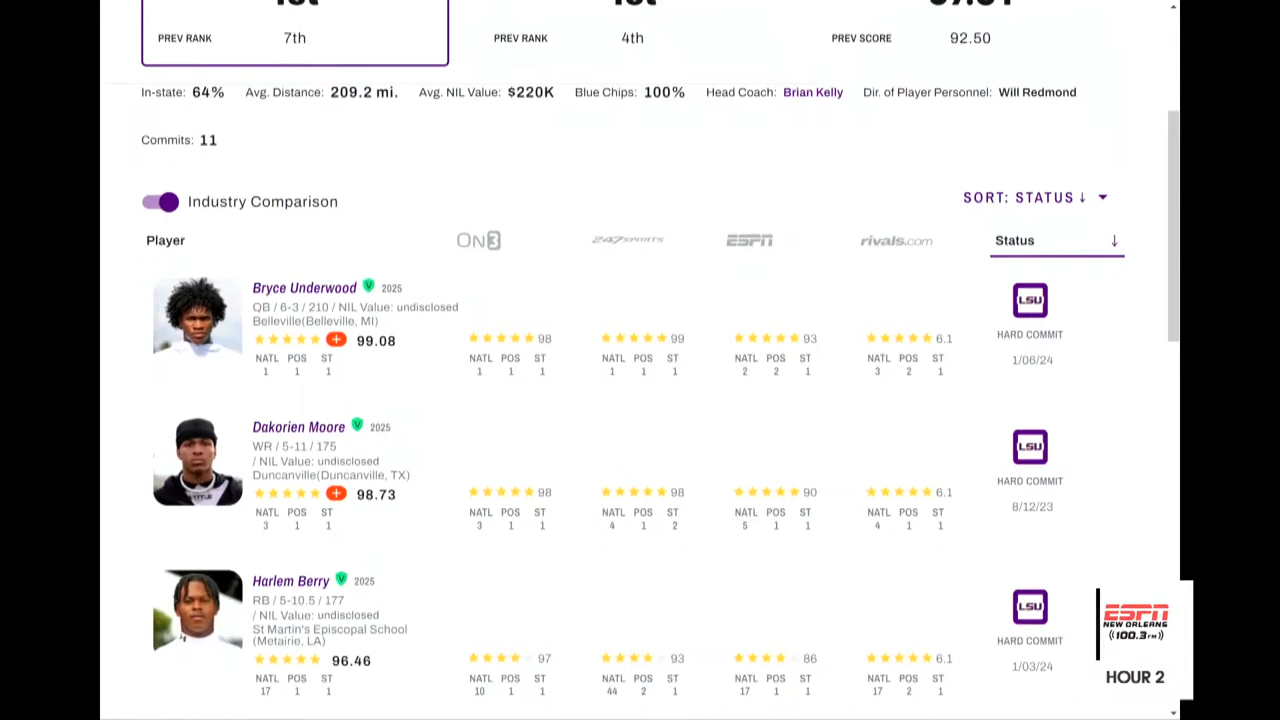 1st 1st 97.61
PREV RANK 7th PREV RANK 4th PREV SCORE 92.50
In-state: 64% Avg. Distance: 209.2 mi. Avg. NIL Value: $220K Blue Chips: 100% Head Coach: Brian Kelly Dir. of Player Personnel: Will Redmond
Commits: 11
Industry Comparison
SORT: STATUS ↓
Player ON3 247SPORTS ESPN rivals.com Status ↓
Bryce Underwood V 2025
QB / 6-3 / 210 / NIL Value: undisclosed
Belleville(Belleville, MI)
LSU
HARD COMMIT
99.08 98 99 93 6.1
NATL POS ST NATL POS ST NATL POS ST NATL POS ST NATL POS ST
1 1 1 1 1 1 1 1 1 2 2 1 3 2 1
1/06/24
Dakorien Moore V 2025
WR / 5-11 / 175
/ NIL Value: undisclosed
Duncanville(Duncanville, TX)
LSU
HARD COMMIT
98.73 98 98 90 6.1
BATTLE
NATL POS ST NATL POS ST NATL POS ST NATL POS ST NATL POS ST
3 1 1 3 1 1 4 1 2 5 1 1 4 1 1
8/12/23
Harlem Berry V 2025
RB / 5-10.5 / 177
/ NIL Value: undisclosed
St Martin's Episcopal School
(Metairie, LA)
LSU
HARD COMMIT
96.46 97 93 86 6.1
NATL POS ST NATL POS ST NATL POS ST NATL POS ST NATL POS ST
17 1 1 10 1 1 44 2 1 17 1 1 17 2 1
1/03/24
ESPN
NEW ORLEANS
100.3 FM
HOUR 2